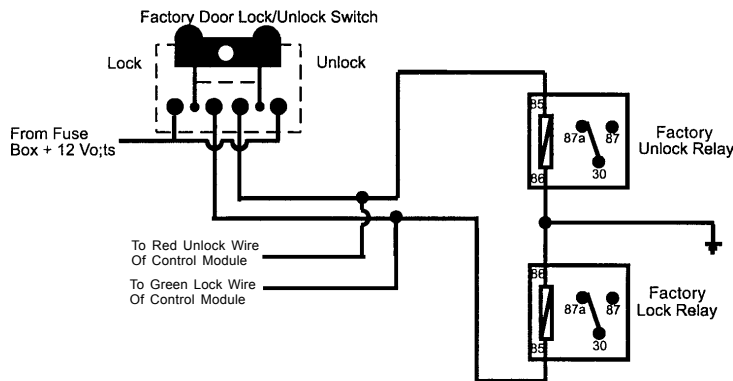 Factory Door Lock/Unlock Switch
Lock
Unlock
From Fuse
Box + 12 Vo;ts
85
87a
87
30
86
Factory
Unlock Relay
To Red Unlock Wire
Of Control Module
To Green Lock Wire
Of Control Module
86
87a
87
30
85
Factory
Lock Relay